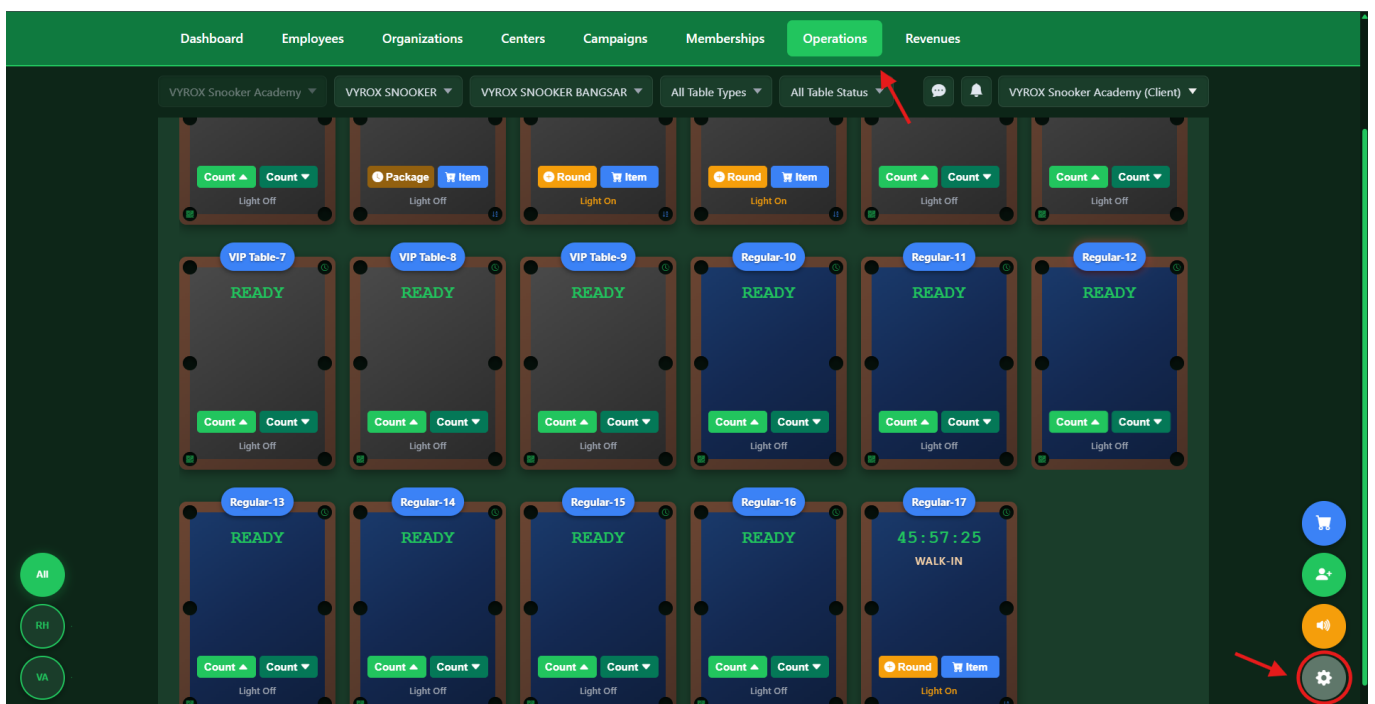 Dashboard Employees Organizations Centers Campaigns Memberships Operations Revenues
VYROX Snooker Academy VYROX SNOOKER VYROX SNOOKER BANGSAR All Table Types All Table Status VYROX Snooker Academy (Client)
Count Count Package Item Round Item Round Item Count Count Count Count
Light Off Light Off Light On Light On Light Off Light Off
VIP Table-7 VIP Table-8 VIP Table-9 Regular-10 Regular-11 Regular-12
READY READY READY READY READY READY
Count Count Count Count Count Count Count Count Count Count Count Count
Light Off Light Off Light Off Light Off Light Off Light Off
Regular-13 Regular-14 Regular-15 Regular-16 Regular-17
READY READY READY READY 45:57:25
WALK-IN
All
RH
Count Count Count Count Count Count Count Count Round Item
VA
Light Off Light Off Light Off Light Off Light On